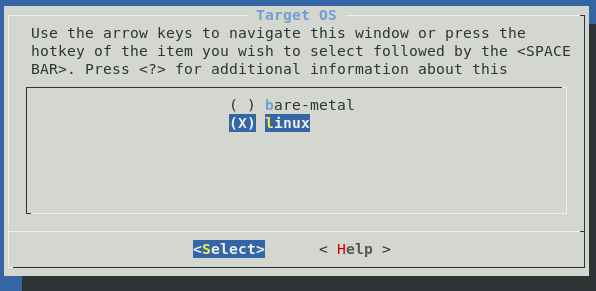 Target OS
Use the arrow keys to navigate this window or press the
hotkey of the item you wish to select followed by the <SPACE
BAR>. Press <?> for additional information about this
( ) bare-metal
(X) linux
<Select> < Help >